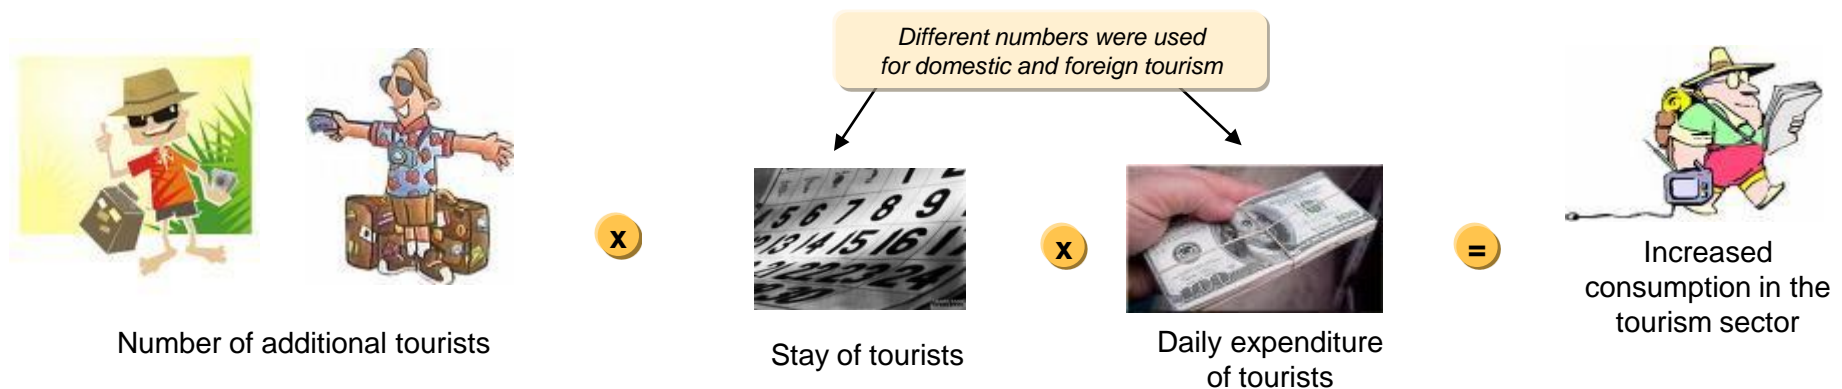 Different numbers were used
for domestic and foreign tourism
x
x
=
Number of additional tourists
Stay of tourists
Daily expenditure
of tourists
Increased
consumption in the
tourism sector